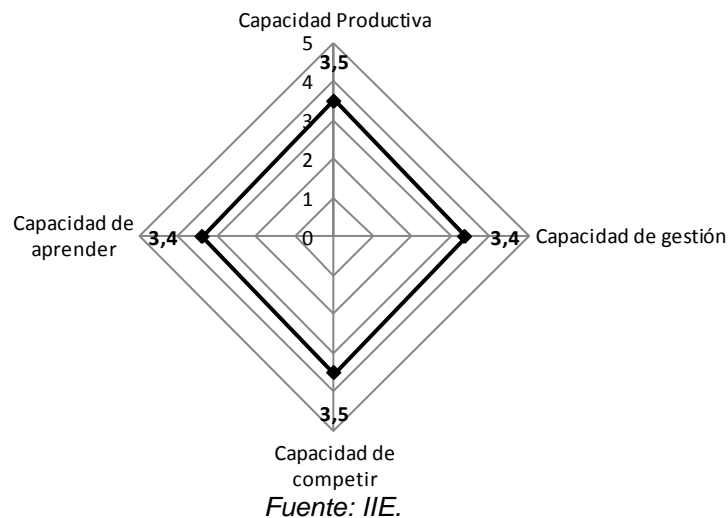 Capacidad Productiva
5
3,5
4
3
2
1
0
Capacidad de
aprender
3,4
3,4
Capacidad de gestión
3,5
Capacidad de
competir
Fuente: IIE.